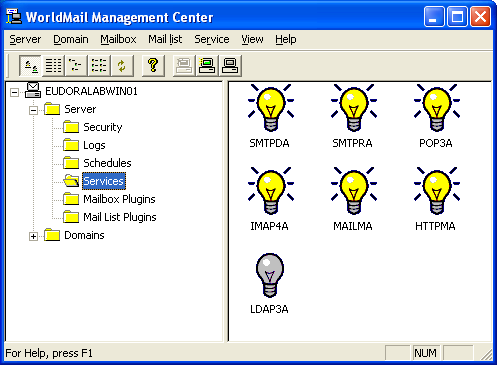 WorldMail Management Center
Server Domain Mailbox Mail list Service View Help
EUDORALABWIN01
Server
Security
Logs
Schedules
Services
Mailbox Plugins
Mail List Plugins
Domains
SMTPDA SMTPRA POP3A
IMAP4A MAILMA HTTPMA
LDAP3A
For Help, press F1 NUM